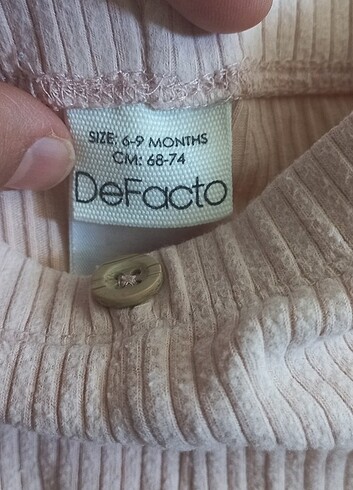 SIZE: 6-9 MONTHS
CM: 68-74
DeFacto